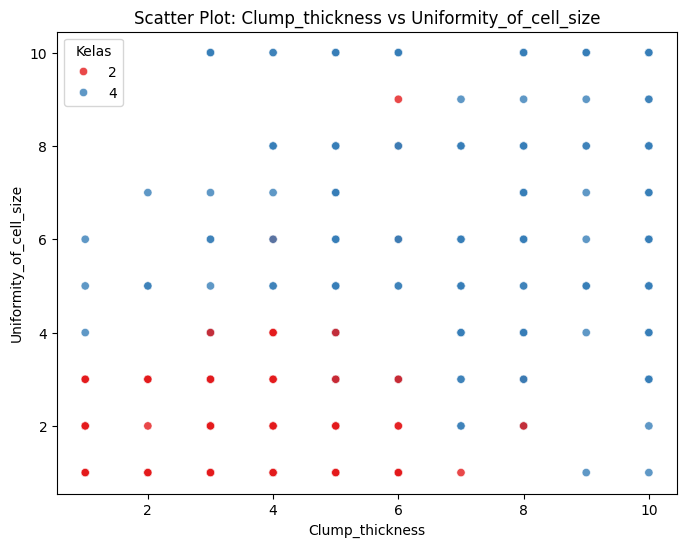 Scatter Plot: Clump_thickness vs Uniformity_of_cell_size
Kelas
2
4
Uniformity_of_cell_size
10
8
6
4
2
2 4 6 8 10
Clump_thickness